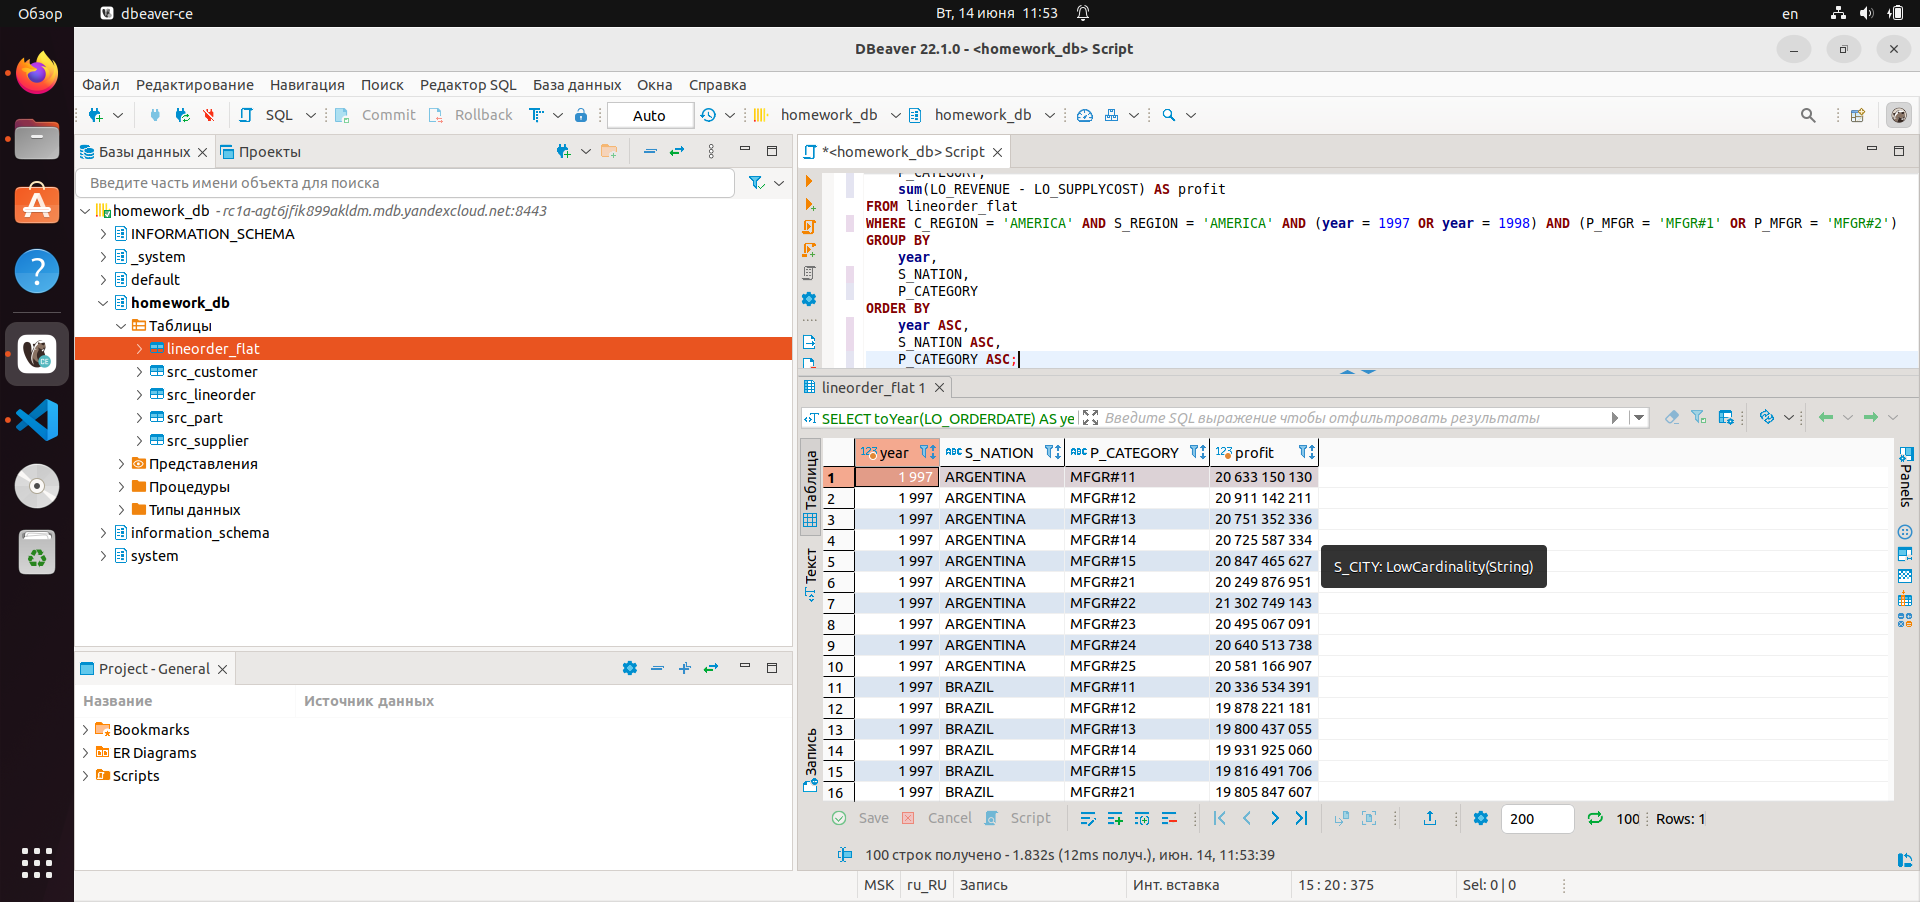 Обзор
dbeaver-ce
Вт, 14 июня 11:53
en
DBeaver 22.1.0 - <homework_db> Script
Файл Редактирование Навигация Поиск Редактор SQL База данных Окна Справка
SQL Commit Rollback Auto homework_db homework_db
Базы данных Проекты
Введите часть имени объекта для поиска
homework_db - rc1a-agt6jfik899akldm.mdb.yandexcloud.net:8443
INFORMATION_SCHEMA
_system
default
homework_db
Таблицы
lineorder_flat
src_customer
src_lineorder
src_part
src_supplier
Представления
Процедуры
Типы данных
information_schema
system
Project - General
Название Источник данных
Bookmarks
ER Diagrams
Scripts
*<homework_db> Script
P_CATEGORY,
sum(LO_REVENUE - LO_SUPPLYCOST) AS profit
FROM lineorder_flat
WHERE C_REGION = 'AMERICA' AND S_REGION = 'AMERICA' AND (year = 1997 OR year = 1998) AND (P_MFGR = 'MFGR#1' OR P_MFGR = 'MFGR#2')
GROUP BY
year,
S_NATION,
P_CATEGORY
ORDER BY
year ASC,
S_NATION ASC,
P_CATEGORY ASC;
lineorder_flat 1
SELECT toYear(LO_ORDERDATE) AS ye
Введите SQL выражение чтобы отфильтровать результаты
Таблица
Текст
Запись
Panels
year S_NATION P_CATEGORY profit
1 1 997 ARGENTINA MFGR#11 20 633 150 130
2 1 997 ARGENTINA MFGR#12 20 911 142 211
3 1 997 ARGENTINA MFGR#13 20 751 352 336
4 1 997 ARGENTINA MFGR#14 20 725 587 334
5 1 997 ARGENTINA MFGR#15 20 847 465 627
6 1 997 ARGENTINA MFGR#21 20 249 876 951
7 1 997 ARGENTINA MFGR#22 21 302 749 143
8 1 997 ARGENTINA MFGR#23 20 495 067 091
9 1 997 ARGENTINA MFGR#24 20 640 513 738
10 1 997 ARGENTINA MFGR#25 20 581 166 907
11 1 997 BRAZIL MFGR#11 20 336 534 391
12 1 997 BRAZIL MFGR#12 19 878 221 181
13 1 997 BRAZIL MFGR#13 19 800 437 055
14 1 997 BRAZIL MFGR#14 19 931 925 060
15 1 997 BRAZIL MFGR#15 19 816 491 706
16 1 997 BRAZIL MFGR#21 19 805 847 607
S_CITY: LowCardinality(String)
Save Cancel Script 200 100 Rows: 1
100 строк получено - 1.832s (12ms получ.), июн. 14, 11:53:39
MSK ru_RU Запись Инт. вставка 15 : 20 : 375 Sel: 0 | 0